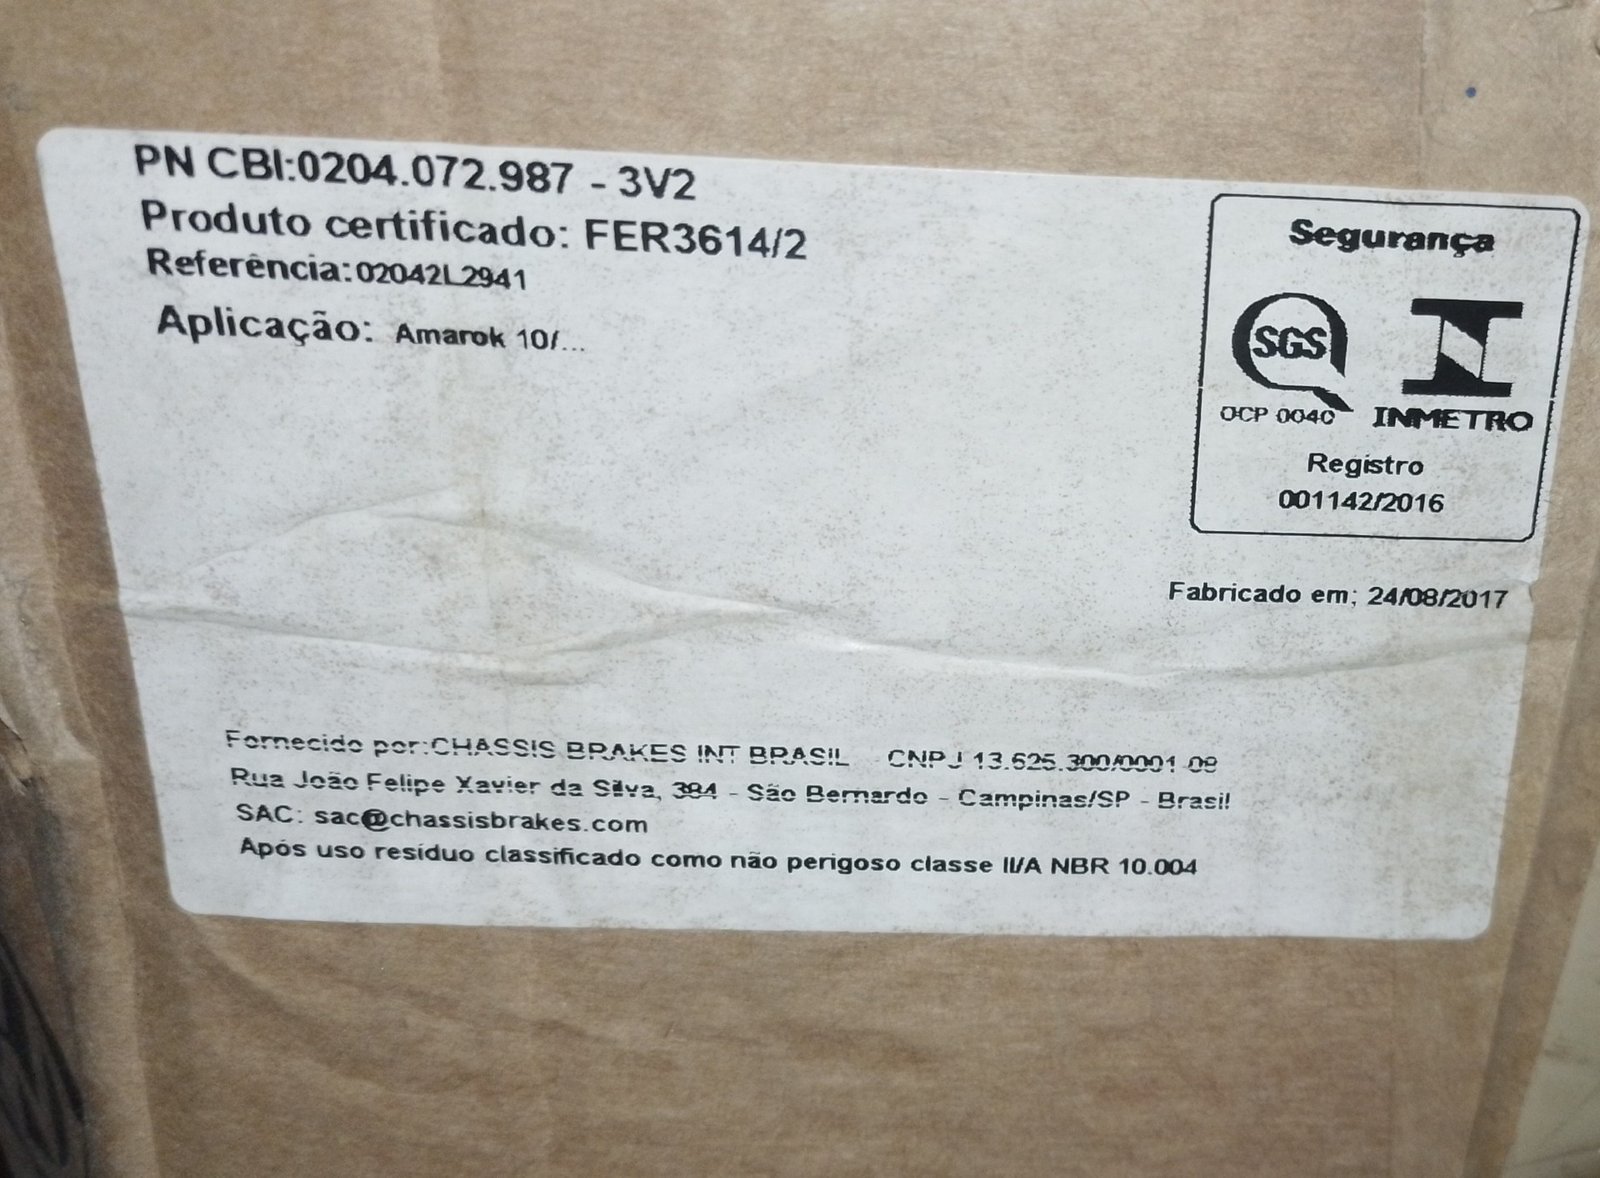 PN CBI:0204.072.987 - 3V2
Produto certificado: FER3614/2
Referência:02042L2941
Aplicação: Amarok 10/...
Segurança
SGS
OCP 0040 INMETRO
Registro
001142/2016
Fabricado em; 24/08/2017
Fornecido por:CHASSIS BRAKES INT BRASIL CNPJ 13.625.300/0001 09
Rua João Felipe Xavier da Silva, 384 - São Bernardo - Campinas/SP - Brasil
SAC: sac@chassisbrakes.com
Após uso resíduo classificado como não perigoso classe II/A NBR 10.004